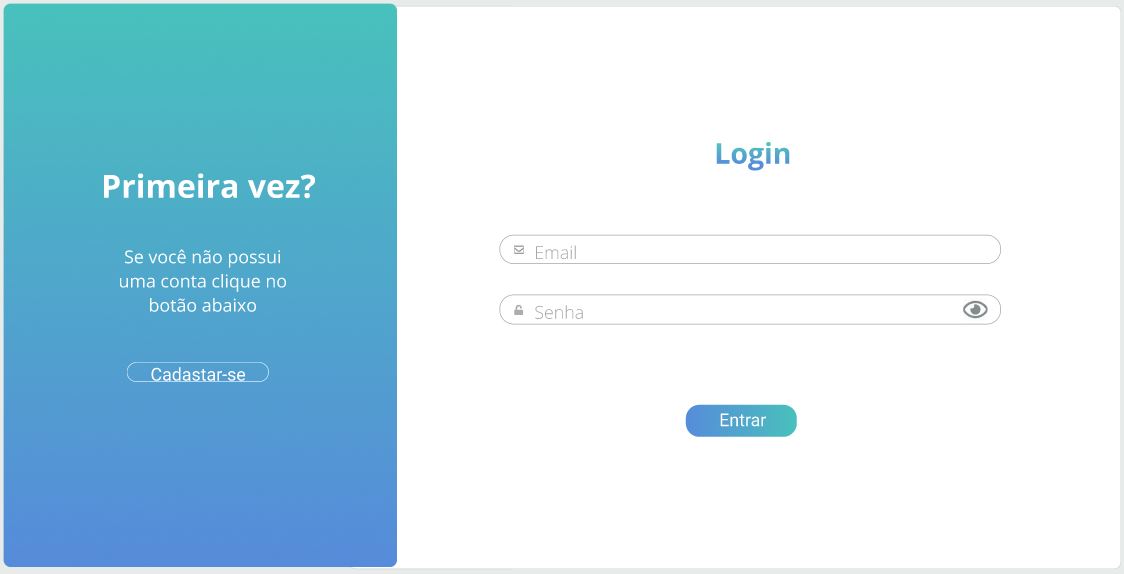 Primeira vez?
Se você não possui
uma conta clique no
botão abaixo
Cadastar-se
Login
Email
Senha
Entrar